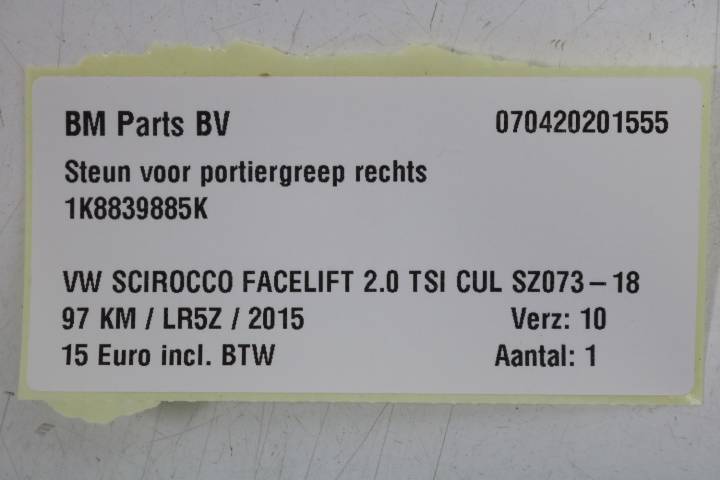 BM Parts BV 070420201555
Steun voor portiergreep rechts
1K8839885K
VW SCIROCCO FACELIFT 2.0 TSI CUL SZ073-18
97 KM / LR5Z / 2015 Verz: 10
15 Euro incl. BTW Aantal: 1